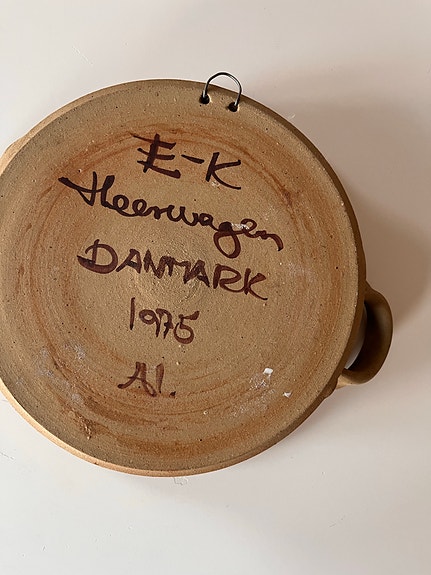 E-K
Heerwagen
DANMARK
1975
Al.